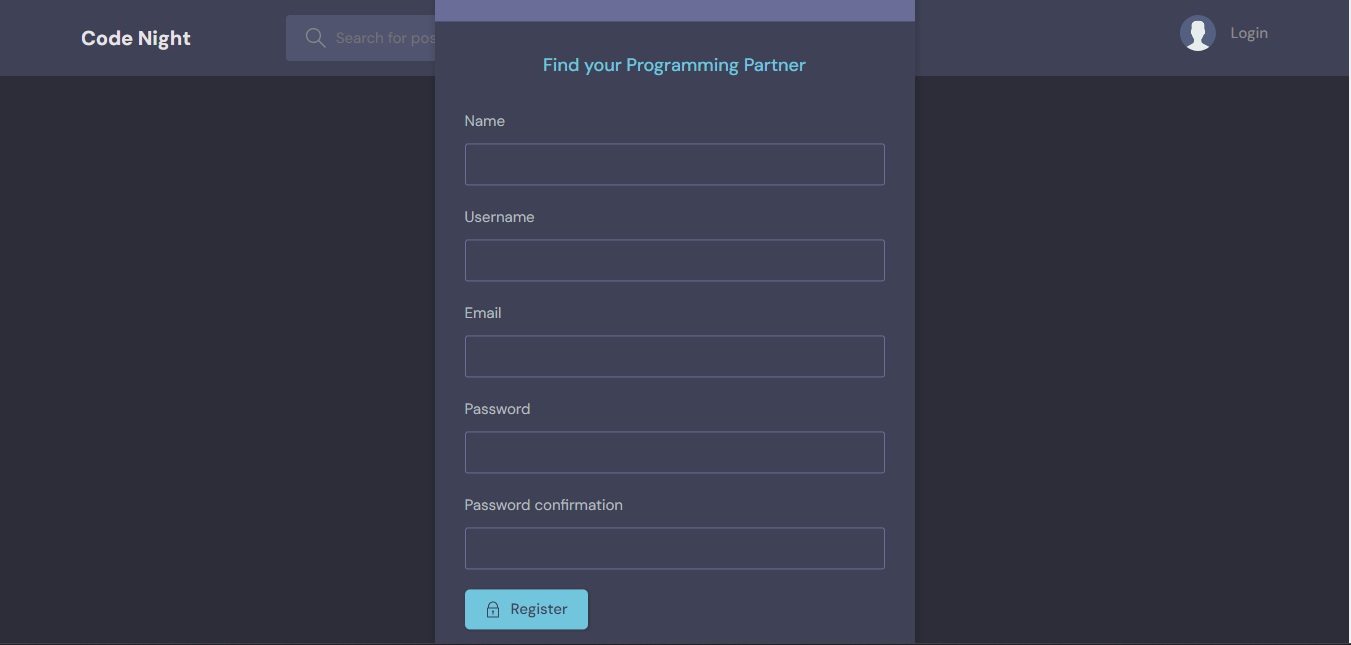 Code Night
Search for pos
Login
Find your Programming Partner
Name
Username
Email
Password
Password confirmation
Register